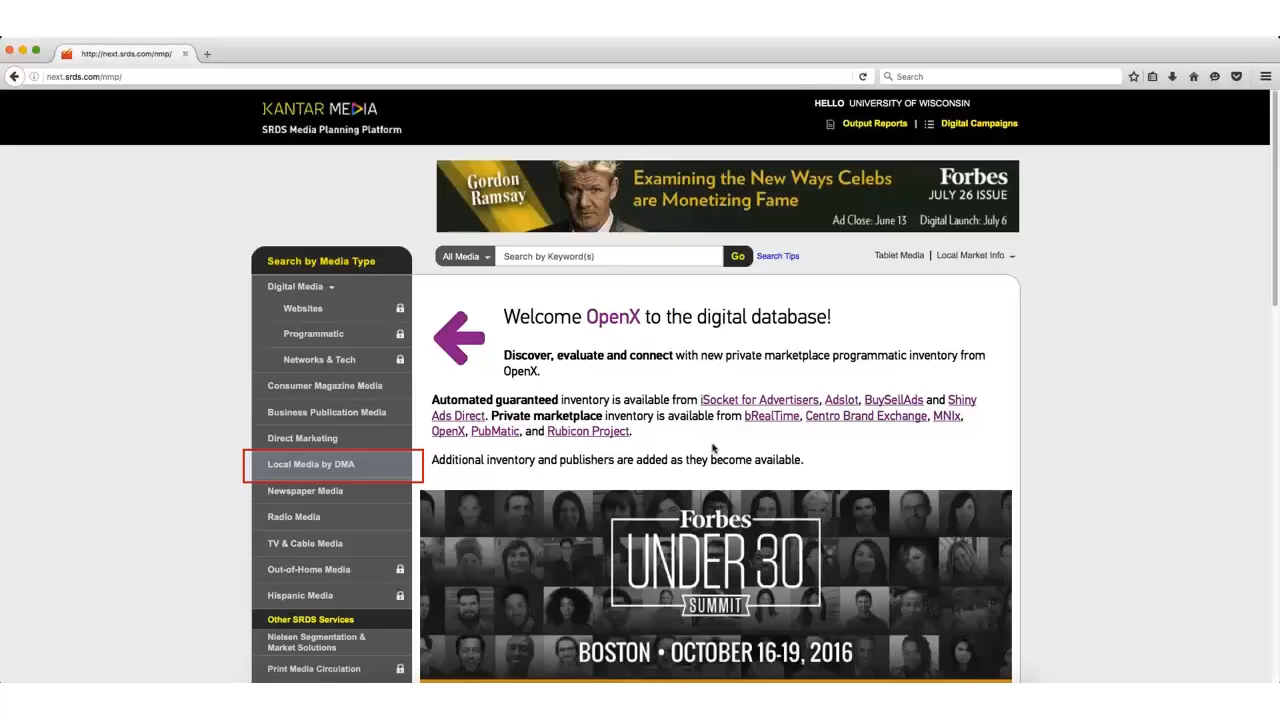 http://next.srds.com/nmp/
next.srds.com/nmp/
Search
KANTAR MEDIA
SRDS Media Planning Platform
HELLO UNIVERSITY OF WISCONSIN
Output Reports | Digital Campaigns
Gordon
Ramsay
Examining the New Ways Celebs
are Monetizing Fame
Forbes
JULY 26 ISSUE
Ad Close: June 13 Digital Launch: July 6
Search by Media Type
All Media
Search by Keyword(s)
Go
Search Tips
Tablet Media | Local Market Info
Digital Media
Websites
Programmatic
Networks & Tech
Consumer Magazine Media
Business Publication Media
Direct Marketing
Local Media by DMA
Newspaper Media
Radio Media
TV & Cable Media
Out-of-Home Media
Hispanic Media
Other SRDS Services
Nielsen Segmentation &
Market Solutions
Print Media Circulation
Welcome OpenX to the digital database!
Discover, evaluate and connect with new private marketplace programmatic inventory from
OpenX.
Automated guaranteed inventory is available from iSocket for Advertisers, Adslot, BuySellAds and Shiny
Ads Direct. Private marketplace inventory is available from bRealTime, Centro Brand Exchange, MNIx,
OpenX, PubMatic, and Rubicon Project.
Additional inventory and publishers are added as they become available.
Forbes
UNDER 30
SUMMIT
BOSTON • OCTOBER 16-19, 2016